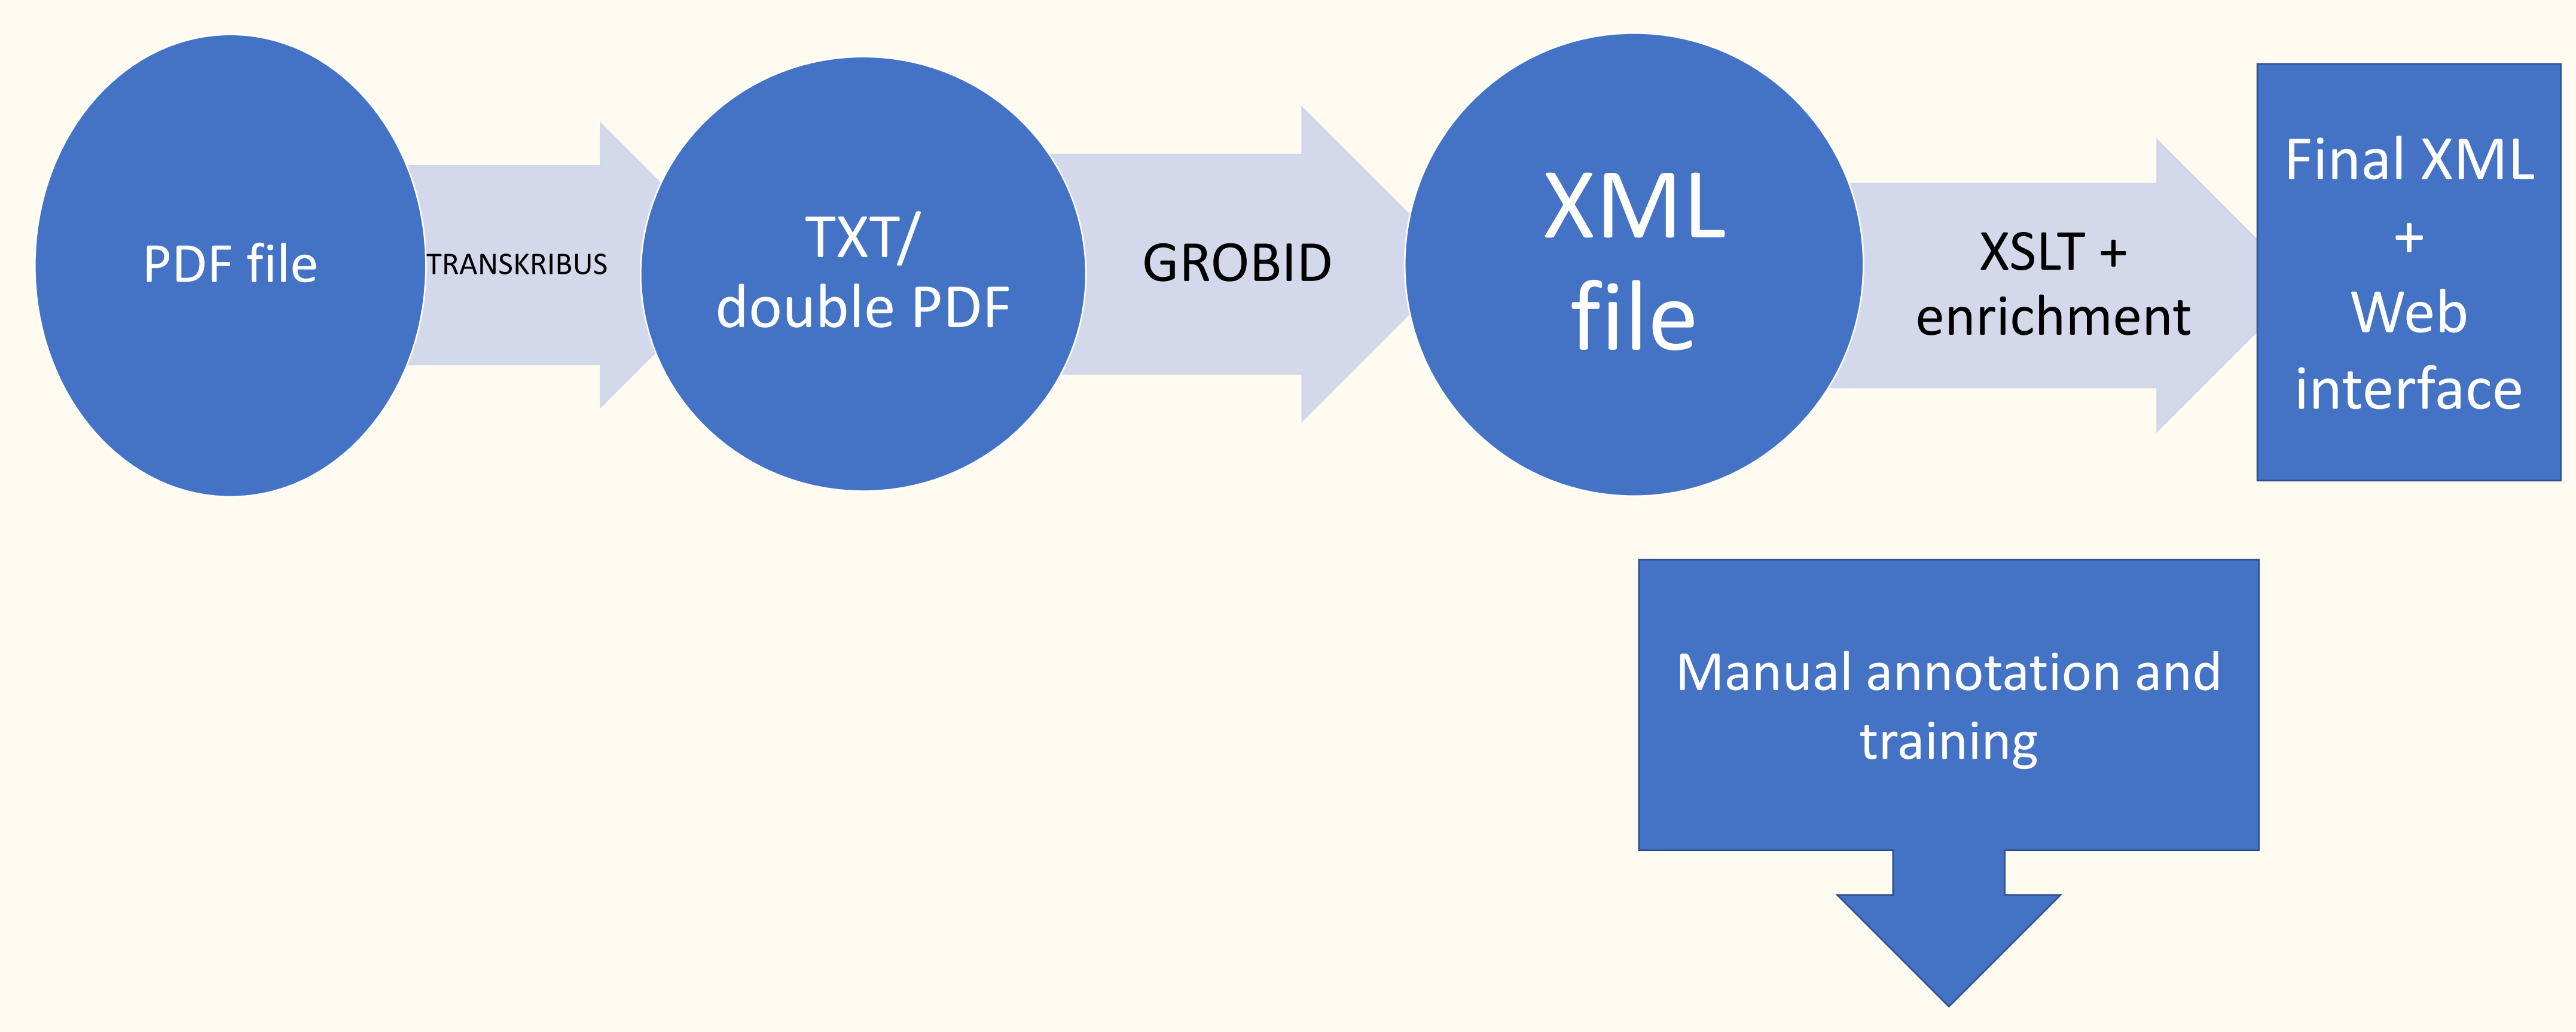 PDF file
TRANSKRIBUS
TXT/
double PDF
GROBID
XML
file
XSLT +
enrichment
Final XML
+
Web
interface
Manual annotation and
training